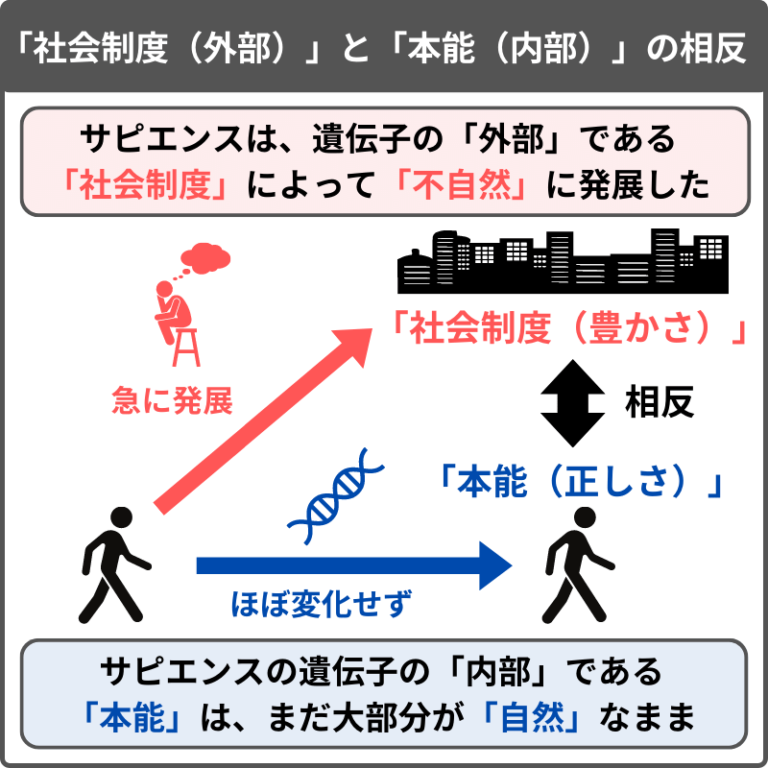 「社会制度（外部）」と「本能（内部）」の相反
サピエンスは、遺伝子の「外部」である
「社会制度」によって「不自然」に発展した
「社会制度（豊かさ）」
急に発展
相反
「本能（正しさ）」
ほぼ変化せず
サピエンスの遺伝子の「内部」である
「本能」は、まだ大部分が「自然」なまま